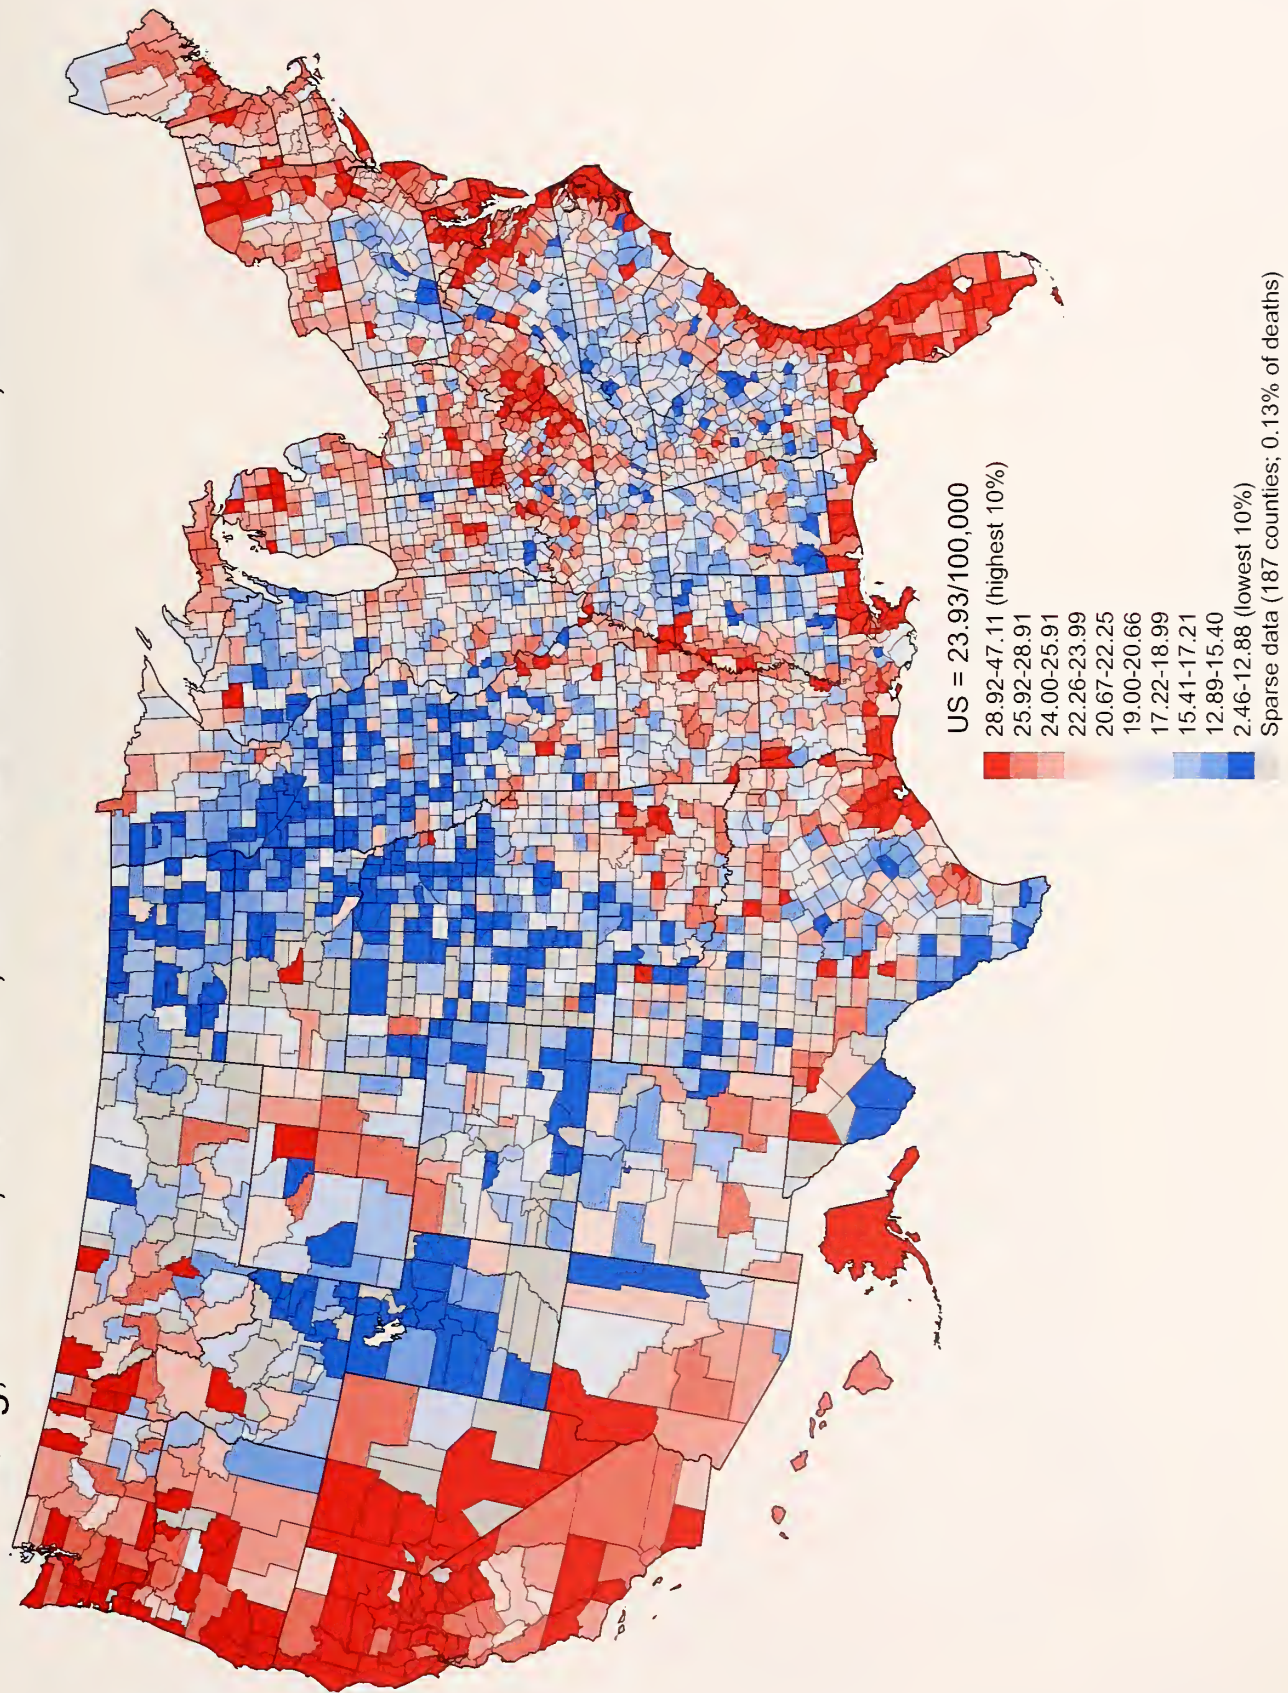 US = 23.93/100,000
28.92-47.11 (highest 10%)
25.92-28.91
24.00-25.91
22.26-23.99
20.67-22.25
19.00-20.66
17.22-18.99
15.41-17.21
12.89-15.40
2.46-12.88 (lowest 10%)
Sparse data (187 counties; 0.13% of deaths)